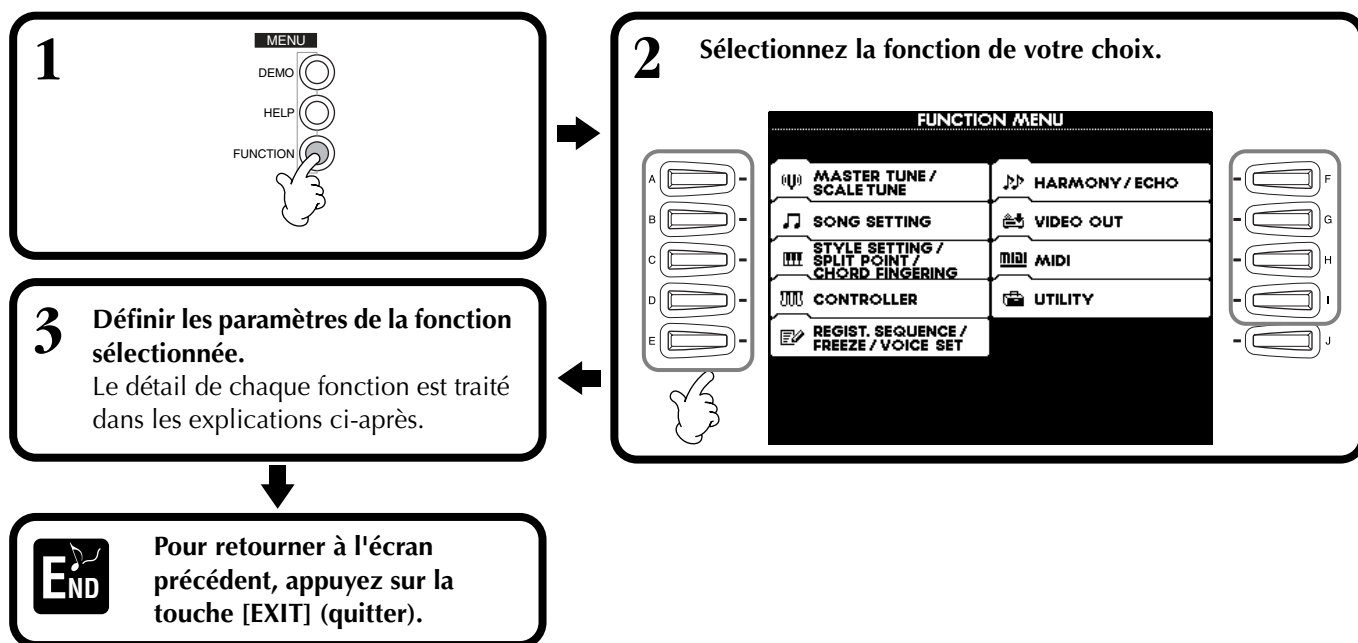 1
MENU
DEMO
HELP
FUNCTION
2 Sélectionnez la fonction de votre choix.
FUNCTION MENU
A
B
C
D
E
MASTER TUNE /
SCALE TUNE
SONG SETTING
STYLE SETTING /
SPLIT POINT /
CHORD FINGERING
CONTROLLER
REGIST. SEQUENCE /
FREEZE / VOICE SET
HARMONY / ECHO
VIDEO OUT
MIDI MIDI
UTILITY
F
G
H
I
J
3 Définir les paramètres de la fonction
sélectionnée.
Le détail de chaque fonction est traité
dans les explications ci-après.
END
Pour retourner à l'écran
précédent, appuyez sur la
touche [EXIT] (quitter).